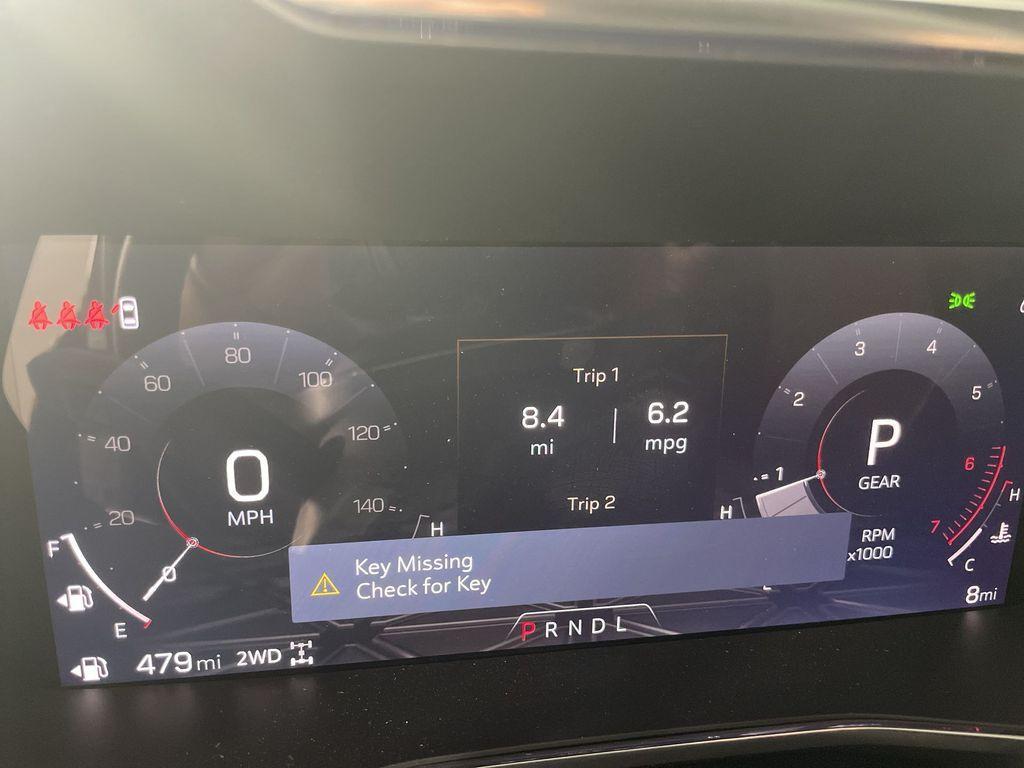 80
60
100
40
120
20
140
0
MPH
0
F
E
H
479 mi 2WD
Trip 1
8.4 | 6.2
mi mpg
Trip 2
Key Missing
Check for Key
P R N D L
3 4
2 5
1 6
7
P
GEAR
RPM
x1000
H
H
C
L
8mi